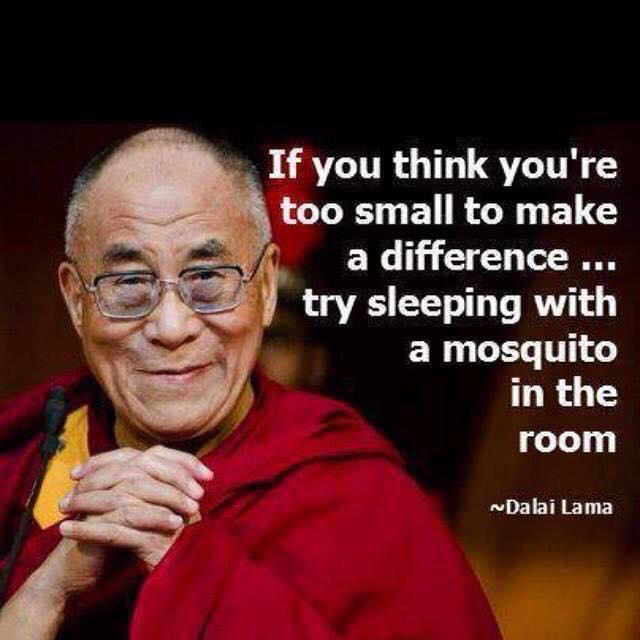 If you think you're
too small to make
a difference ...
try sleeping with
a mosquito
in the
room
~Dalai Lama